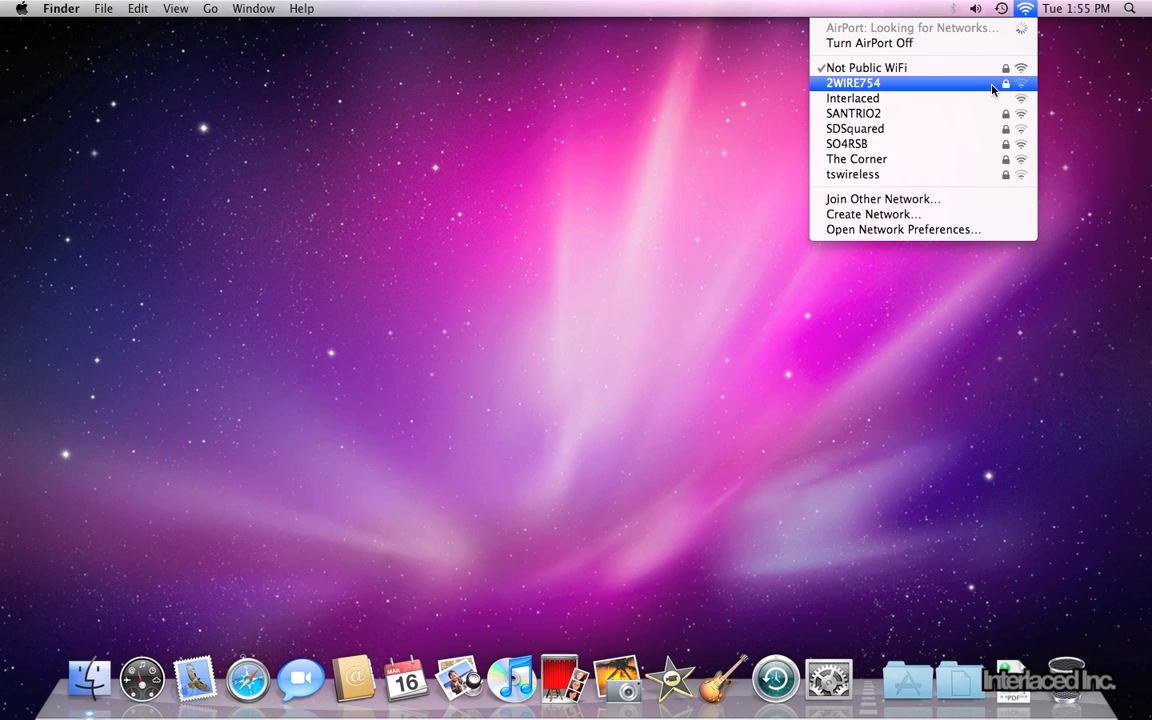 Finder File Edit View Go Window Help Tue 1:55 PM
AirPort: Looking for Networks...
Turn AirPort Off
Not Public WiFi
2WIRE754
Interlaced
SANTRIO2
SDSquared
SO4RSB
The Corner
tswireless
Join Other Network...
Create Network...
Open Network Preferences...
MAR
16
@
PDF
Interlaced Inc.